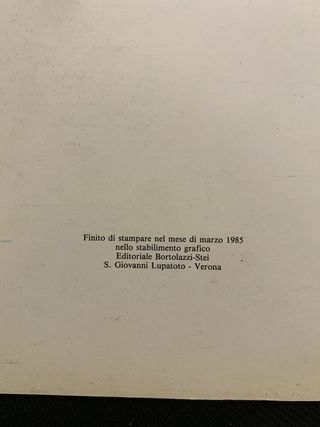 Finito di stampare nel mese di marzo 1985
nello stabilimento grafico
Editoriale Bortolazzi-Stei
S. Giovanni Lupatoto - Verona